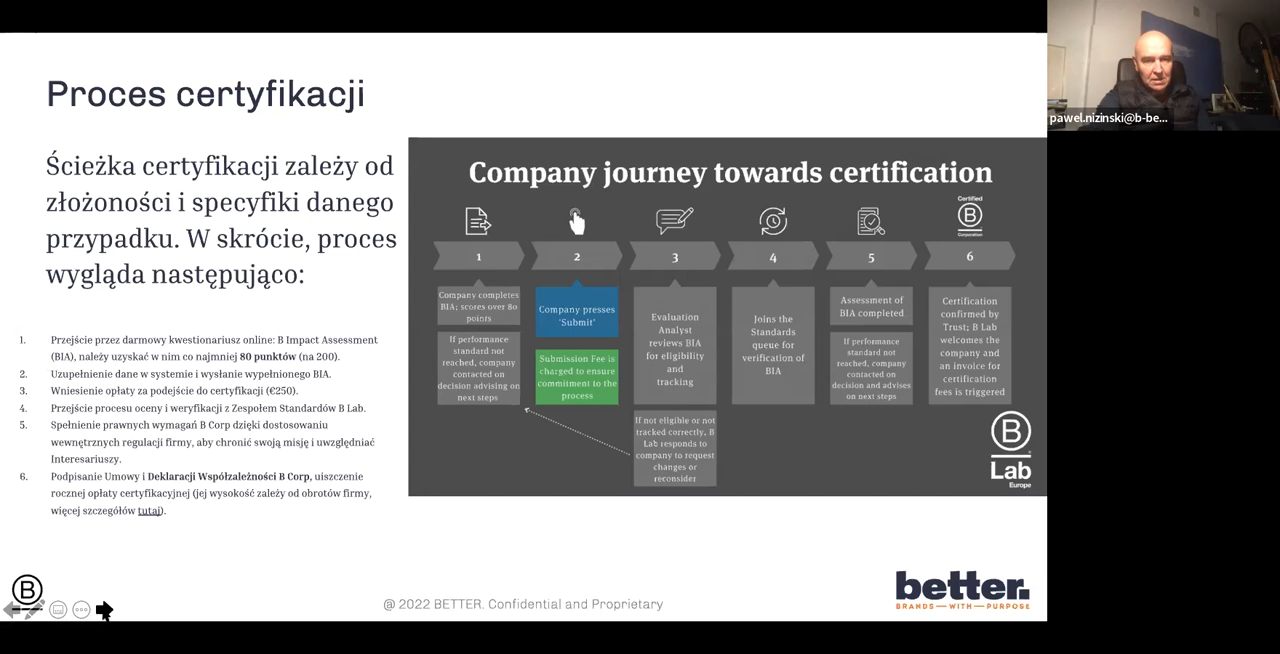 Proces certyfikacji
Ścieżka certyfikacji zależy od
złożoności i specyfiki danego
przypadku. W skrócie, proces
wygląda następująco:
1. Przejście przez darmowy kwestionariusz online: B Impact Assessment
(BIA), należy uzyskać w nim co najmniej 80 punktów (na 200).
2. Uzupełnienie dane w systemie i wysłanie wypełnionego BIA.
3. Wniesienie opłaty za podejście do certyfikacji (€250).
4. Przejście procesu oceny i weryfikacji z Zespołem Standardów B Lab.
5. Spełnienie prawnych wymagań B Corp dzięki dostosowaniu
wewnętrznych regulacji firmy, aby chronić swoją misję i uwzględniać
Interesariuszy.
6. Podpisanie Umowy i Deklaracji Współzależności B Corp, uiszczenie
rocznej opłaty certyfikacyjnej (jej wysokość zależy od obrotów firmy,
więcej szczegółów tutaj).
Company journey towards certification
Certified
B
Corporation
1
2
3
4
5
6
Company completes
BIA; scores over 80
points
If performance
standard not
reached, company
contacted on
decision advising on
next steps
Company presses
'Submit'
Submission Fee is
charged to ensure
commitment to the
process
Evaluation
Analyst
reviews BIA
for eligibility
and
tracking
If not eligible or not
tracked correctly, B
Lab responds to
company to request
changes or
reconsider
Joins the
Standards
queue for
verification of
BIA
Assessment of
BIA completed
If performance
standard not
reached, company
contacted on
decision and advises
on next steps
Certification
confirmed by
Trust; B Lab
welcomes the
company and
an invoice for
certification
fees is triggered
B
Lab
Europe
B
@ 2022 BETTER. Confidential and Proprietary
better.
BRANDS — WITH — PURPOSE
pawel.nizinski@b-be...